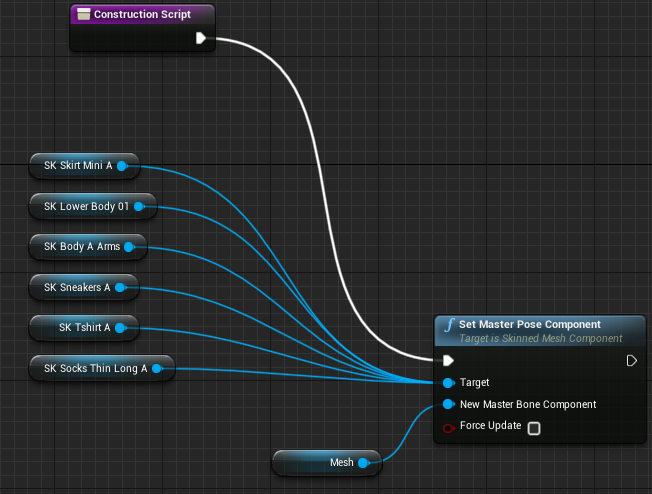 Construction Script
SK Skirt Mini A
SK Lower Body 01
SK Body A Arms
SK Sneakers A
SK Tshirt A
SK Socks Thin Long A
Set Master Pose Component
Target is Skinned Mesh Component
Target
New Master Bone Component
Force Update
Mesh